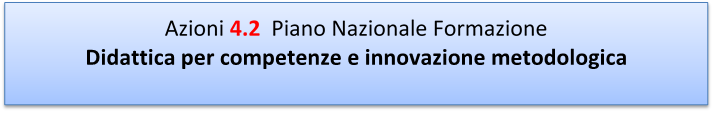 Azioni 4.2 Piano Nazionale Formazione
Didattica per competenze e innovazione metodologica